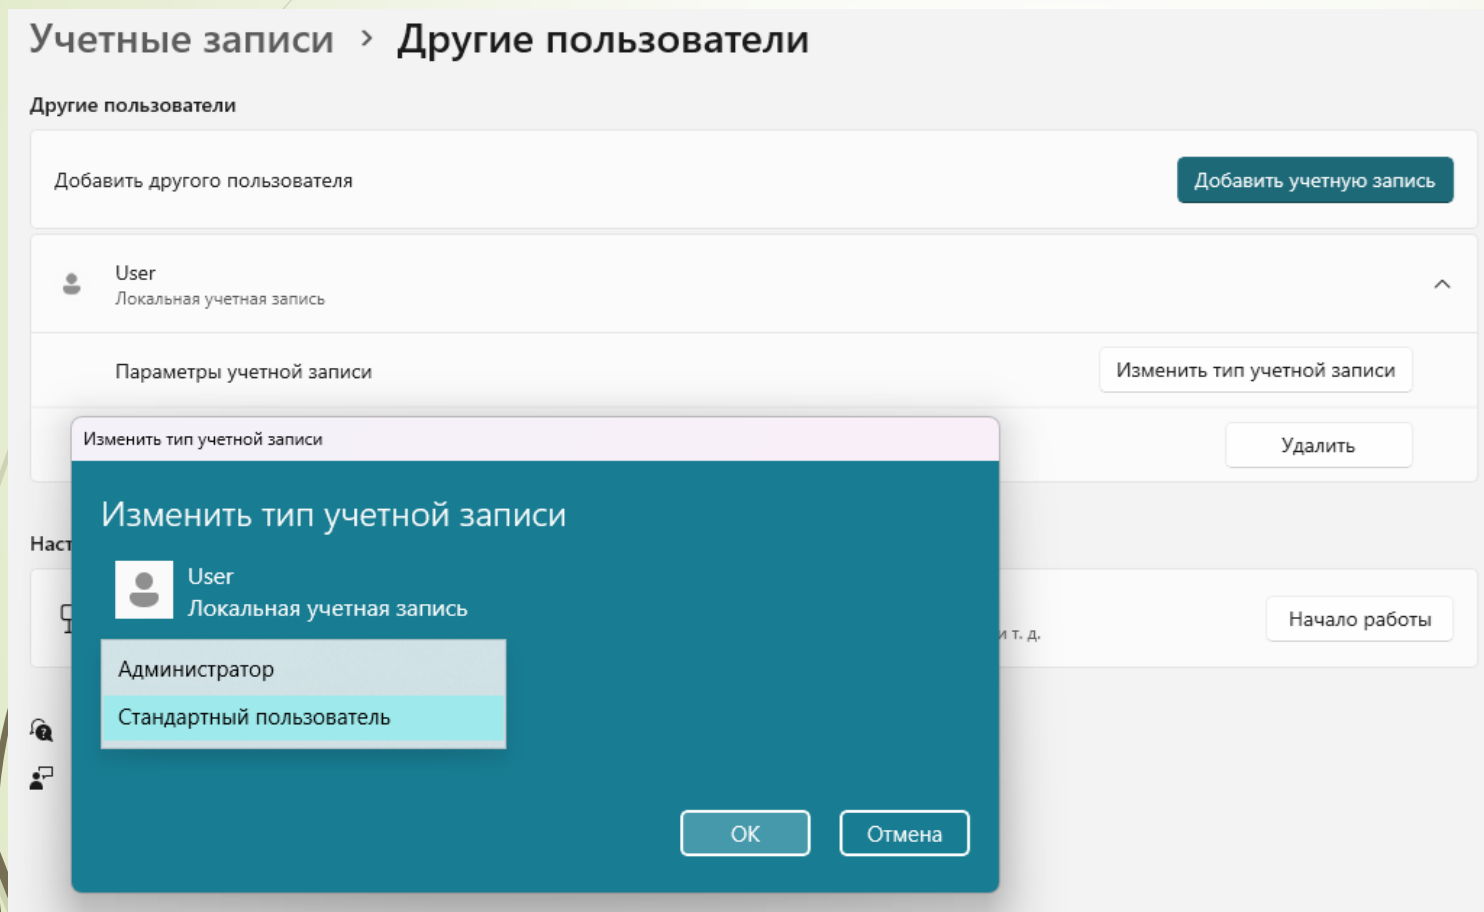 Учетные записи > Другие пользователи
Другие пользователи
Добавить другого пользователя
Добавить учетную запись
User
Локальная учетная запись
Параметры учетной записи
Изменить тип учетной записи
Удалить
Изменить тип учетной записи
Изменить тип учетной записи
User
Локальная учетная запись
Администратор
Стандартный пользователь
ОК
Отмена
Наст
и т. д.
Начало работы